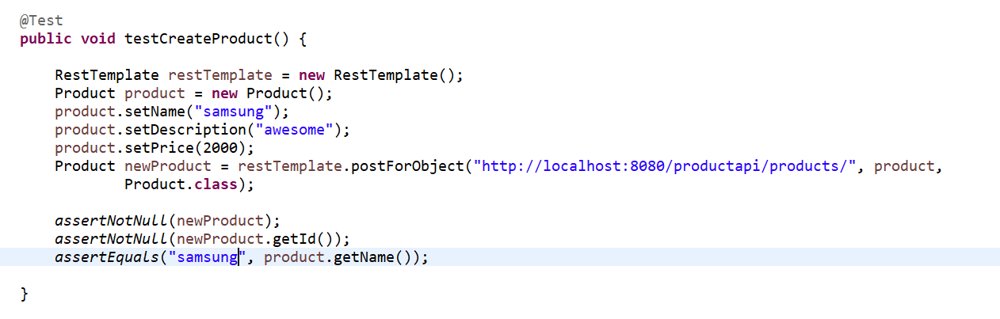 @Test
public void testCreateProduct() {
RestTemplate restTemplate = new RestTemplate();
Product product = new Product();
product.setName("samsung");
product.setDescription("awesome");
product.setPrice(2000);
Product newProduct = restTemplate.postForObject("http://localhost:8080/productapi/products/", product,
Product.class);
assertNotNull(newProduct);
assertNotNull(newProduct.getId());
assertEquals("samsung", product.getName());
}